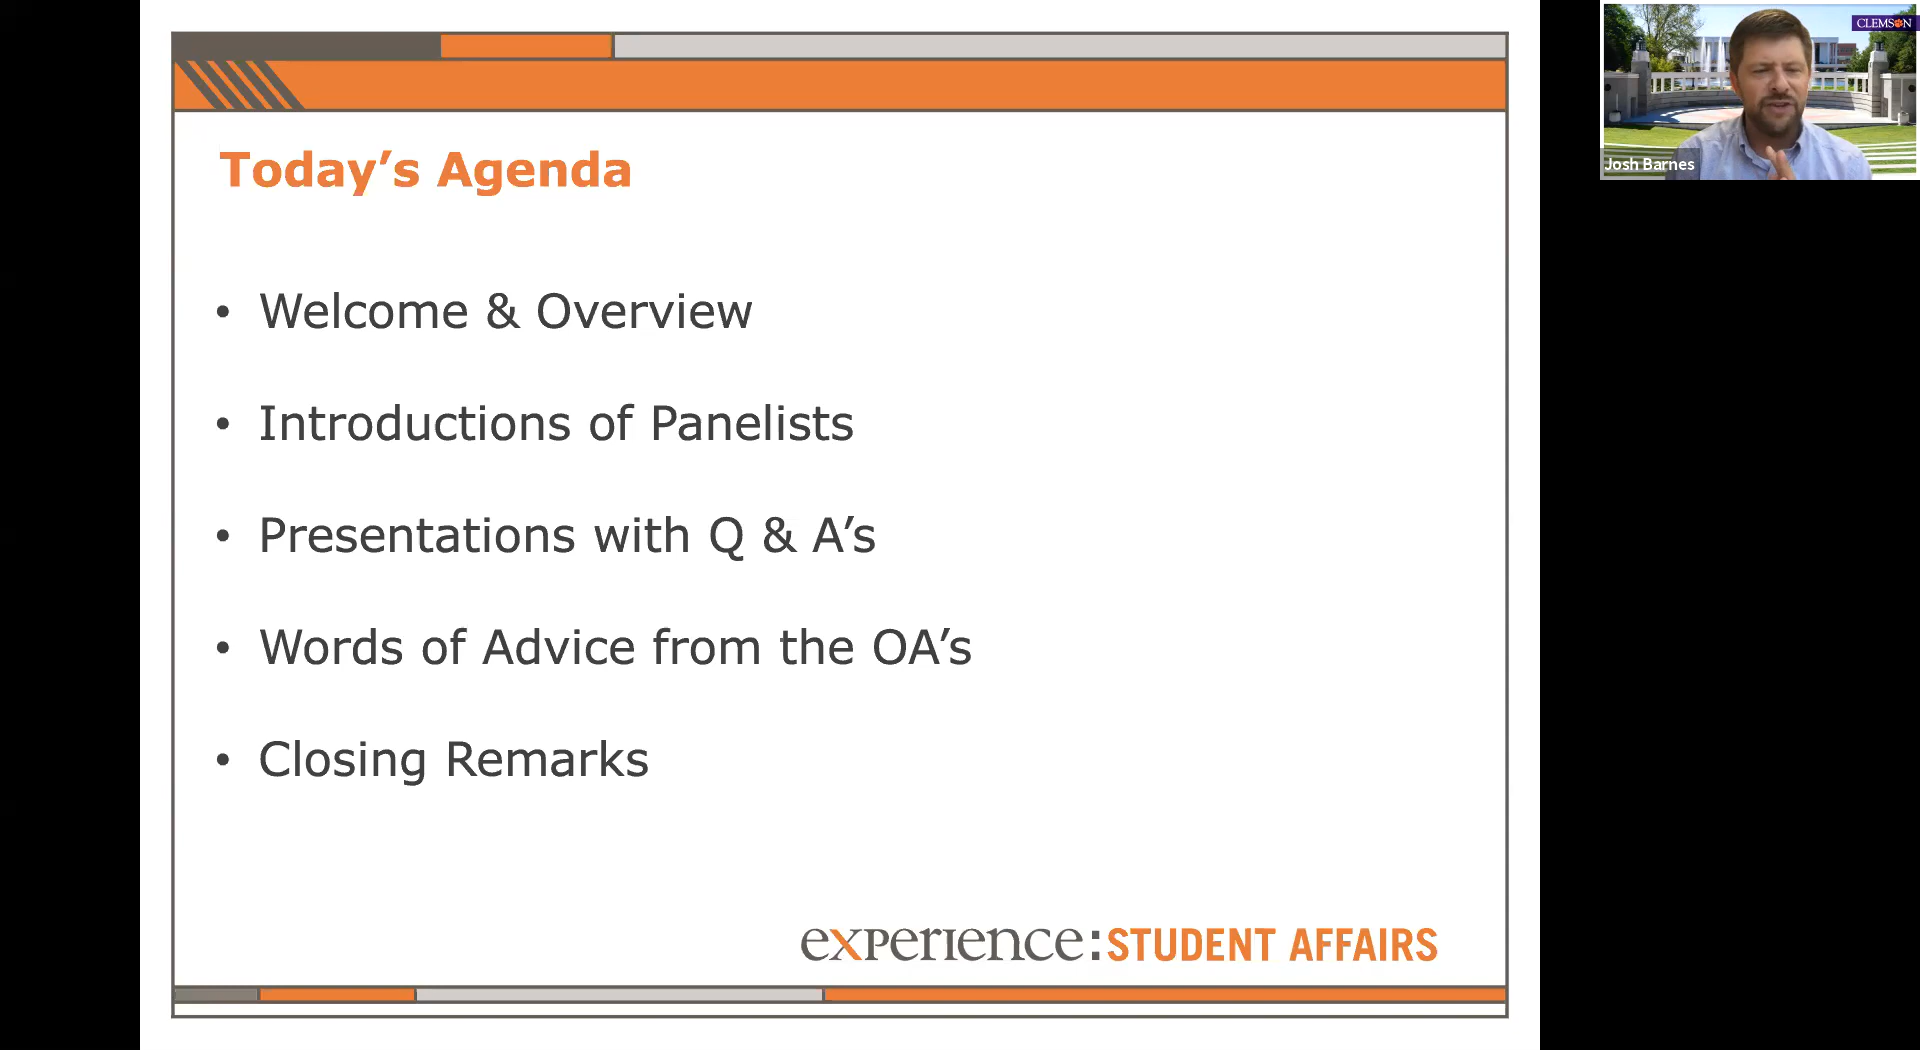 Today’s Agenda
• Welcome & Overview
• Introductions of Panelists
• Presentations with Q & A’s
• Words of Advice from the OA’s
• Closing Remarks
experience:STUDENT AFFAIRS
CLEMSON
Josh Barnes